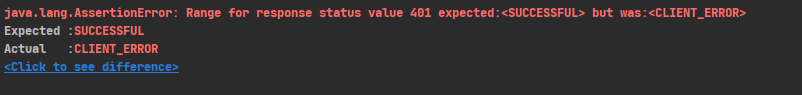 java.lang.AssertionError: Range for response status value 401 expected:<SUCCESSFUL> but was:<CLIENT_ERROR>
Expected :SUCCESSFUL
Actual   :CLIENT_ERROR
<Click to see difference>